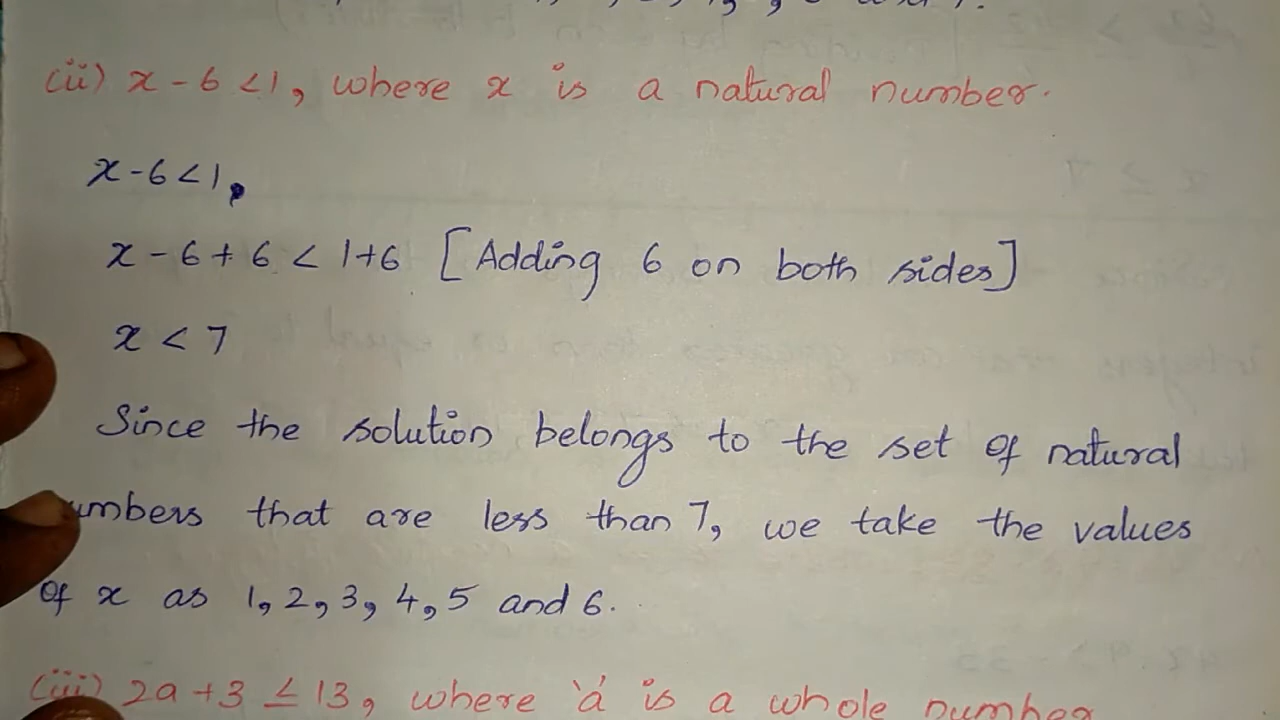 (ii) x - 6 < 1, where x is a natural number.
x - 6 < 1,
x - 6 + 6 < 1 + 6 [Adding 6 on both sides]
x < 7
Since the solution belongs to the set of natural
umbers that are less than 7, we take the values
of x as 1, 2, 3, 4, 5 and 6.
(iii) 2a + 3 ≤ 13, where 'a' is a whole number